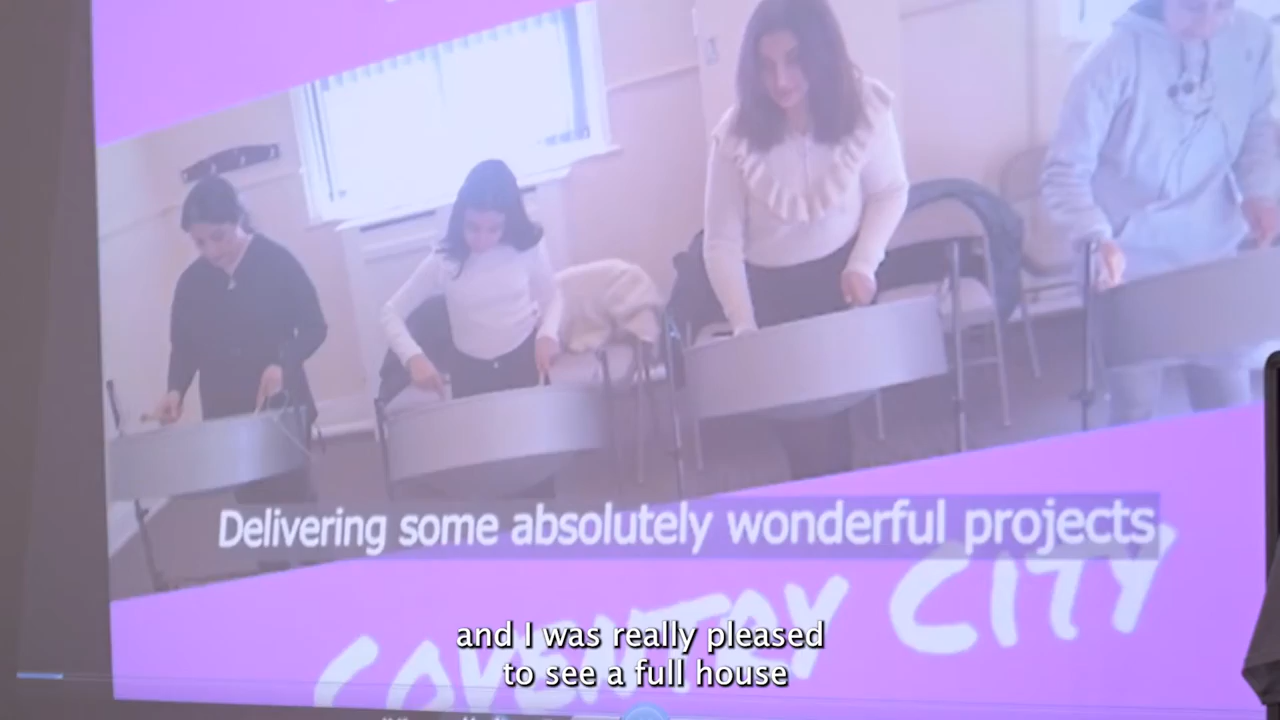 Delivering some absolutely wonderful projects
COVENTRY CITY
and I was really pleased
to see a full house